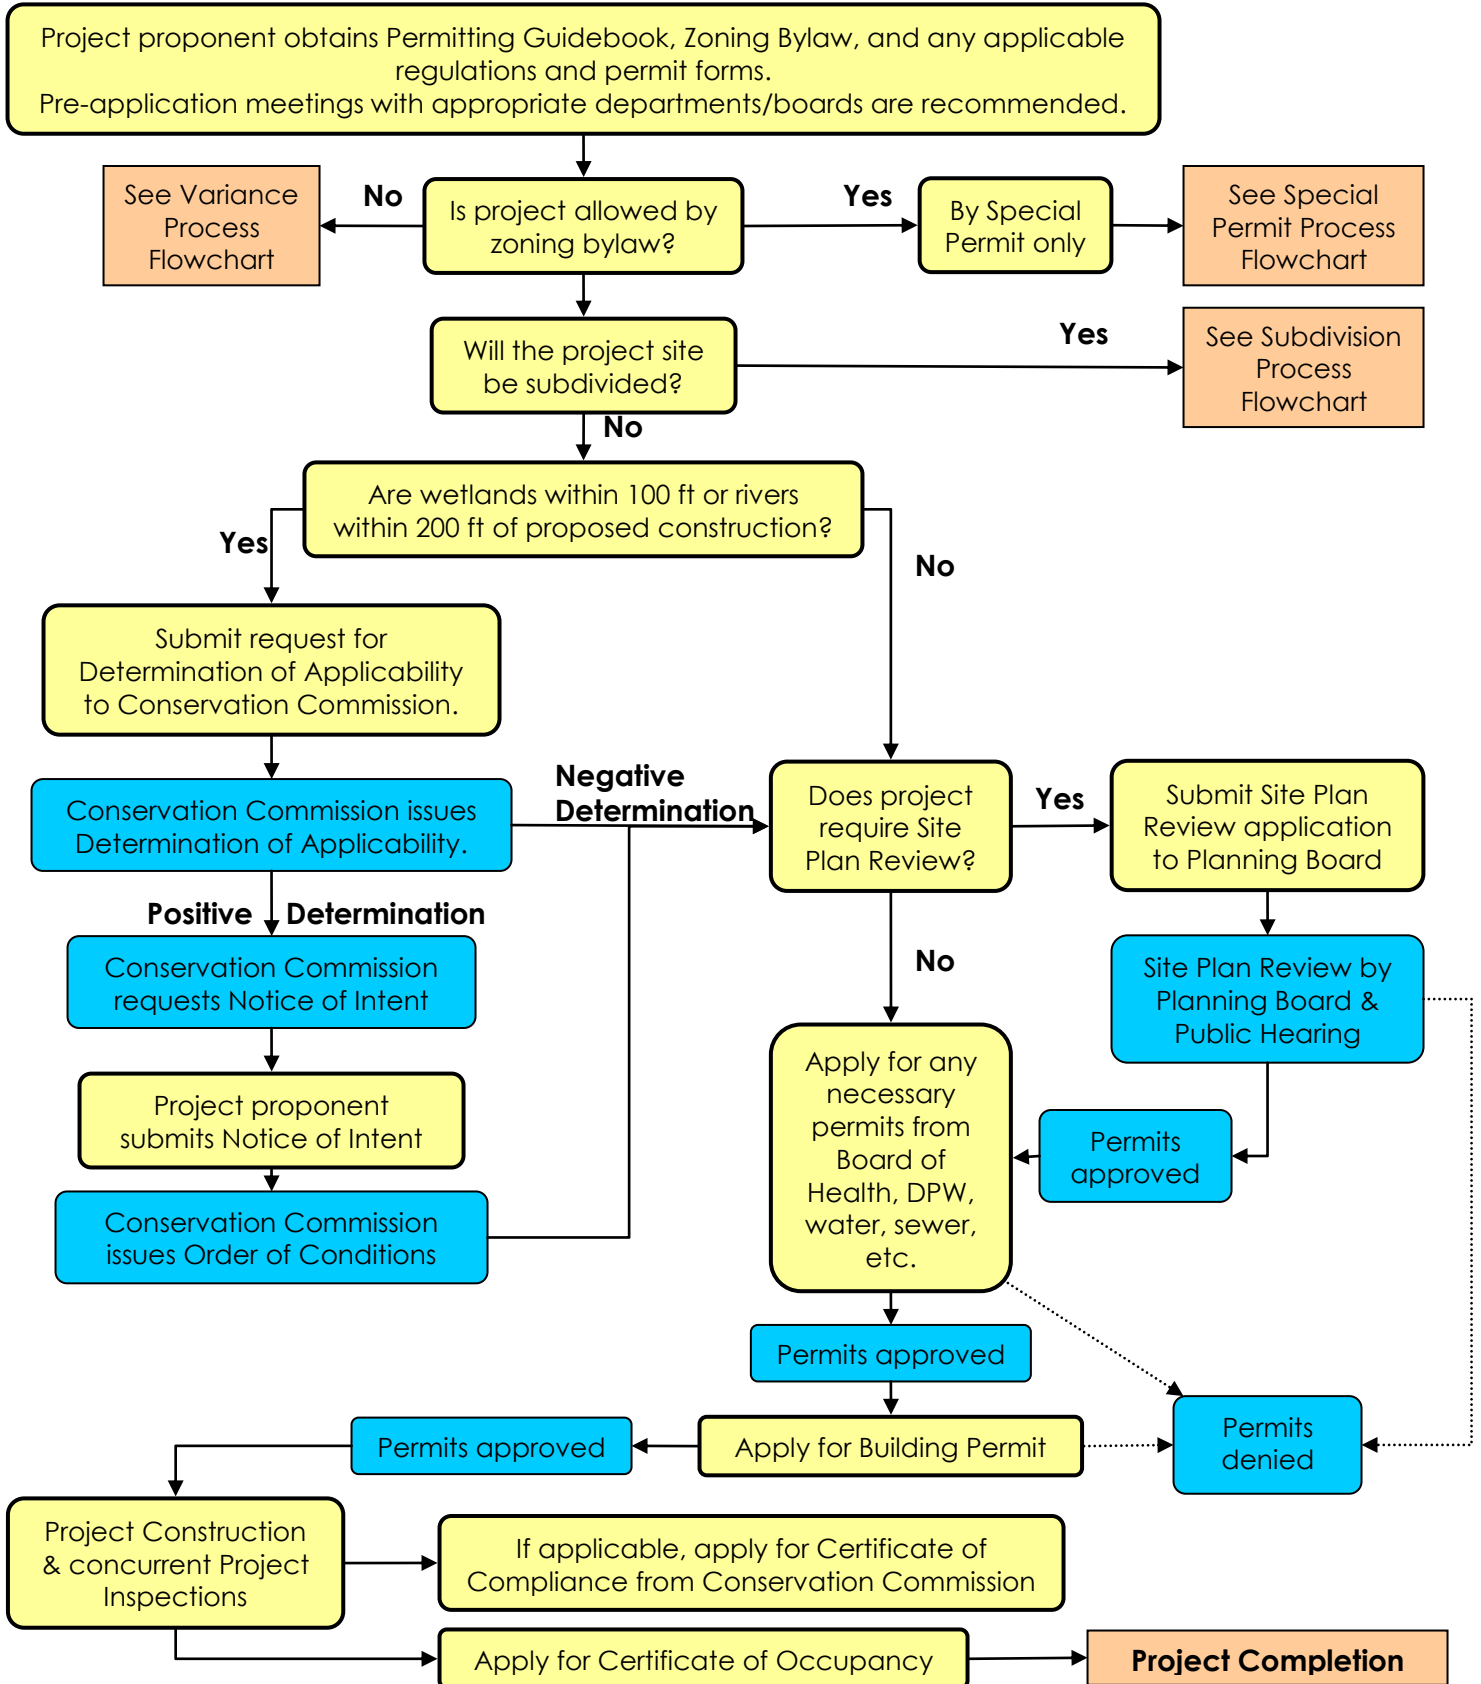 Project proponent obtains Permitting Guidebook, Zoning Bylaw, and any applicable
regulations and permit forms.
Pre-application meetings with appropriate departments/boards are recommended.
See Variance
Process
Flowchart
No
Is project allowed by
zoning bylaw?
Yes
By Special
Permit only
See Special
Permit Process
Flowchart
Will the project site
be subdivided?
Yes
See Subdivision
Process
Flowchart
No
Are wetlands within 100 ft or rivers
within 200 ft of proposed construction?
Yes
No
Submit request for
Determination of Applicability
to Conservation Commission.
Conservation Commission issues
Determination of Applicability.
Negative
Determination
Does project
require Site
Plan Review?
Yes
Submit Site Plan
Review application
to Planning Board
Positive Determination
Conservation Commission
requests Notice of Intent
No
Site Plan Review by
Planning Board &
Public Hearing
Project proponent
submits Notice of Intent
Apply for any
necessary
permits from
Board of
Health, DPW,
water, sewer,
etc.
Permits
approved
Conservation Commission
issues Order of Conditions
Permits approved
Permits approved
Apply for Building Permit
Permits
denied
Project Construction
& concurrent Project
Inspections
If applicable, apply for Certificate of
Compliance from Conservation Commission
Apply for Certificate of Occupancy
Project Completion